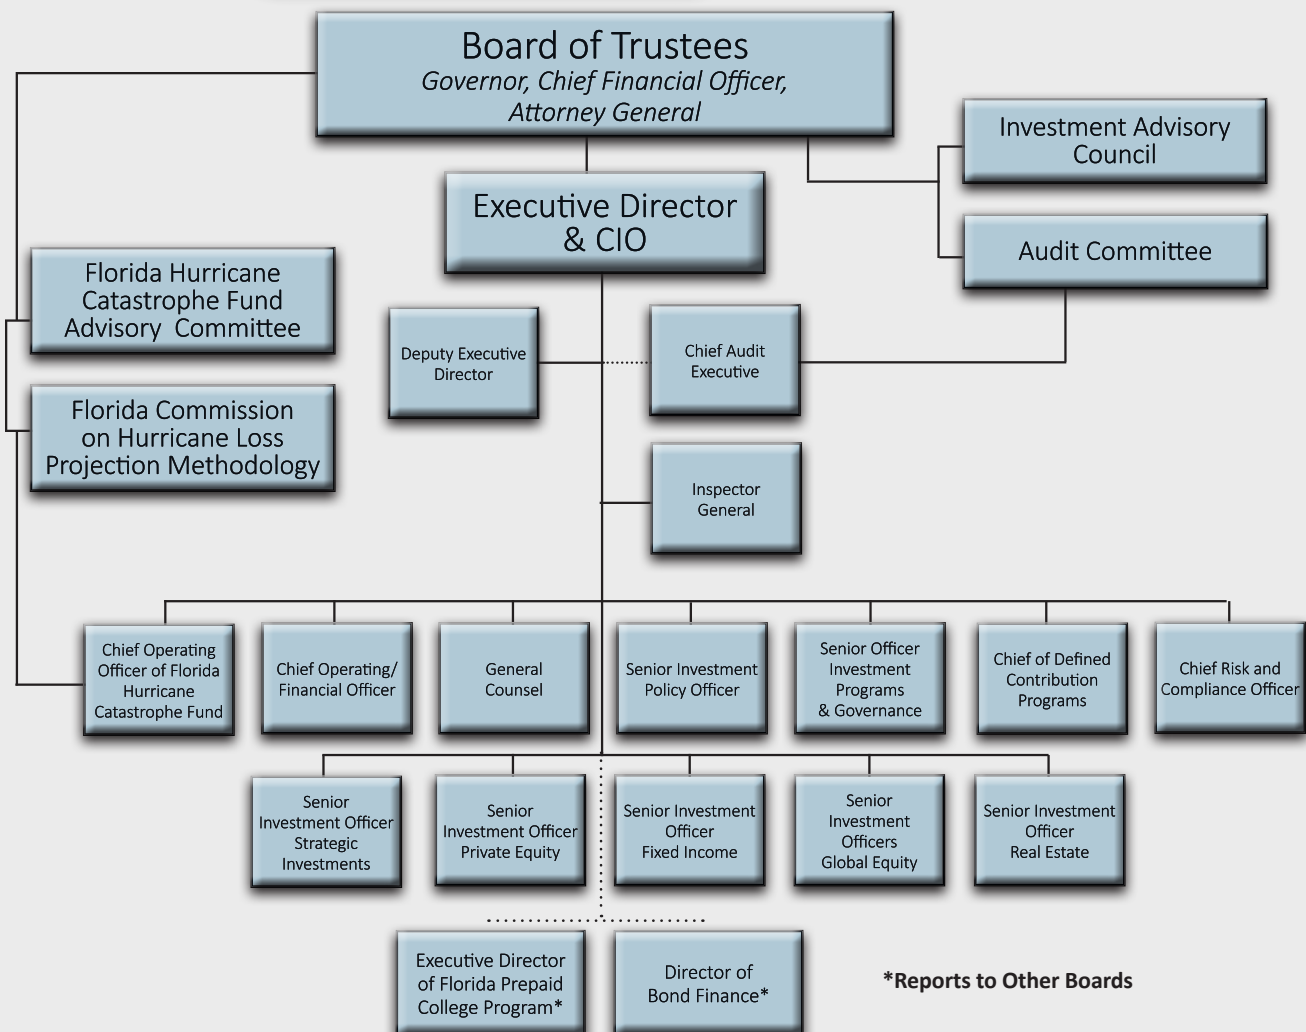 Board of Trustees
Governor, Chief Financial Officer,
Attorney General
Investment Advisory
Council
Executive Director
& CIO
Audit Committee
Florida Hurricane
Catastrophe Fund
Advisory Committee
Deputy Executive
Director
Chief Audit
Executive
Florida Commission
on Hurricane Loss
Projection Methodology
Inspector
General
Chief Operating
Officer of Florida
Hurricane
Catastrophe Fund
Chief Operating/
Financial Officer
General
Counsel
Senior Investment
Policy Officer
Senior Officer
Investment
Programs
& Governance
Chief of Defined
Contribution
Programs
Chief Risk and
Compliance Officer
Senior
Investment Officer
Strategic
Investments
Senior
Investment Officer
Private Equity
Senior Investment
Officer
Fixed Income
Senior
Investment
Officers
Global Equity
Senior Investment
Officer
Real Estate
Executive Director
of Florida Prepaid
College Program*
Director of
Bond Finance*
*Reports to Other Boards